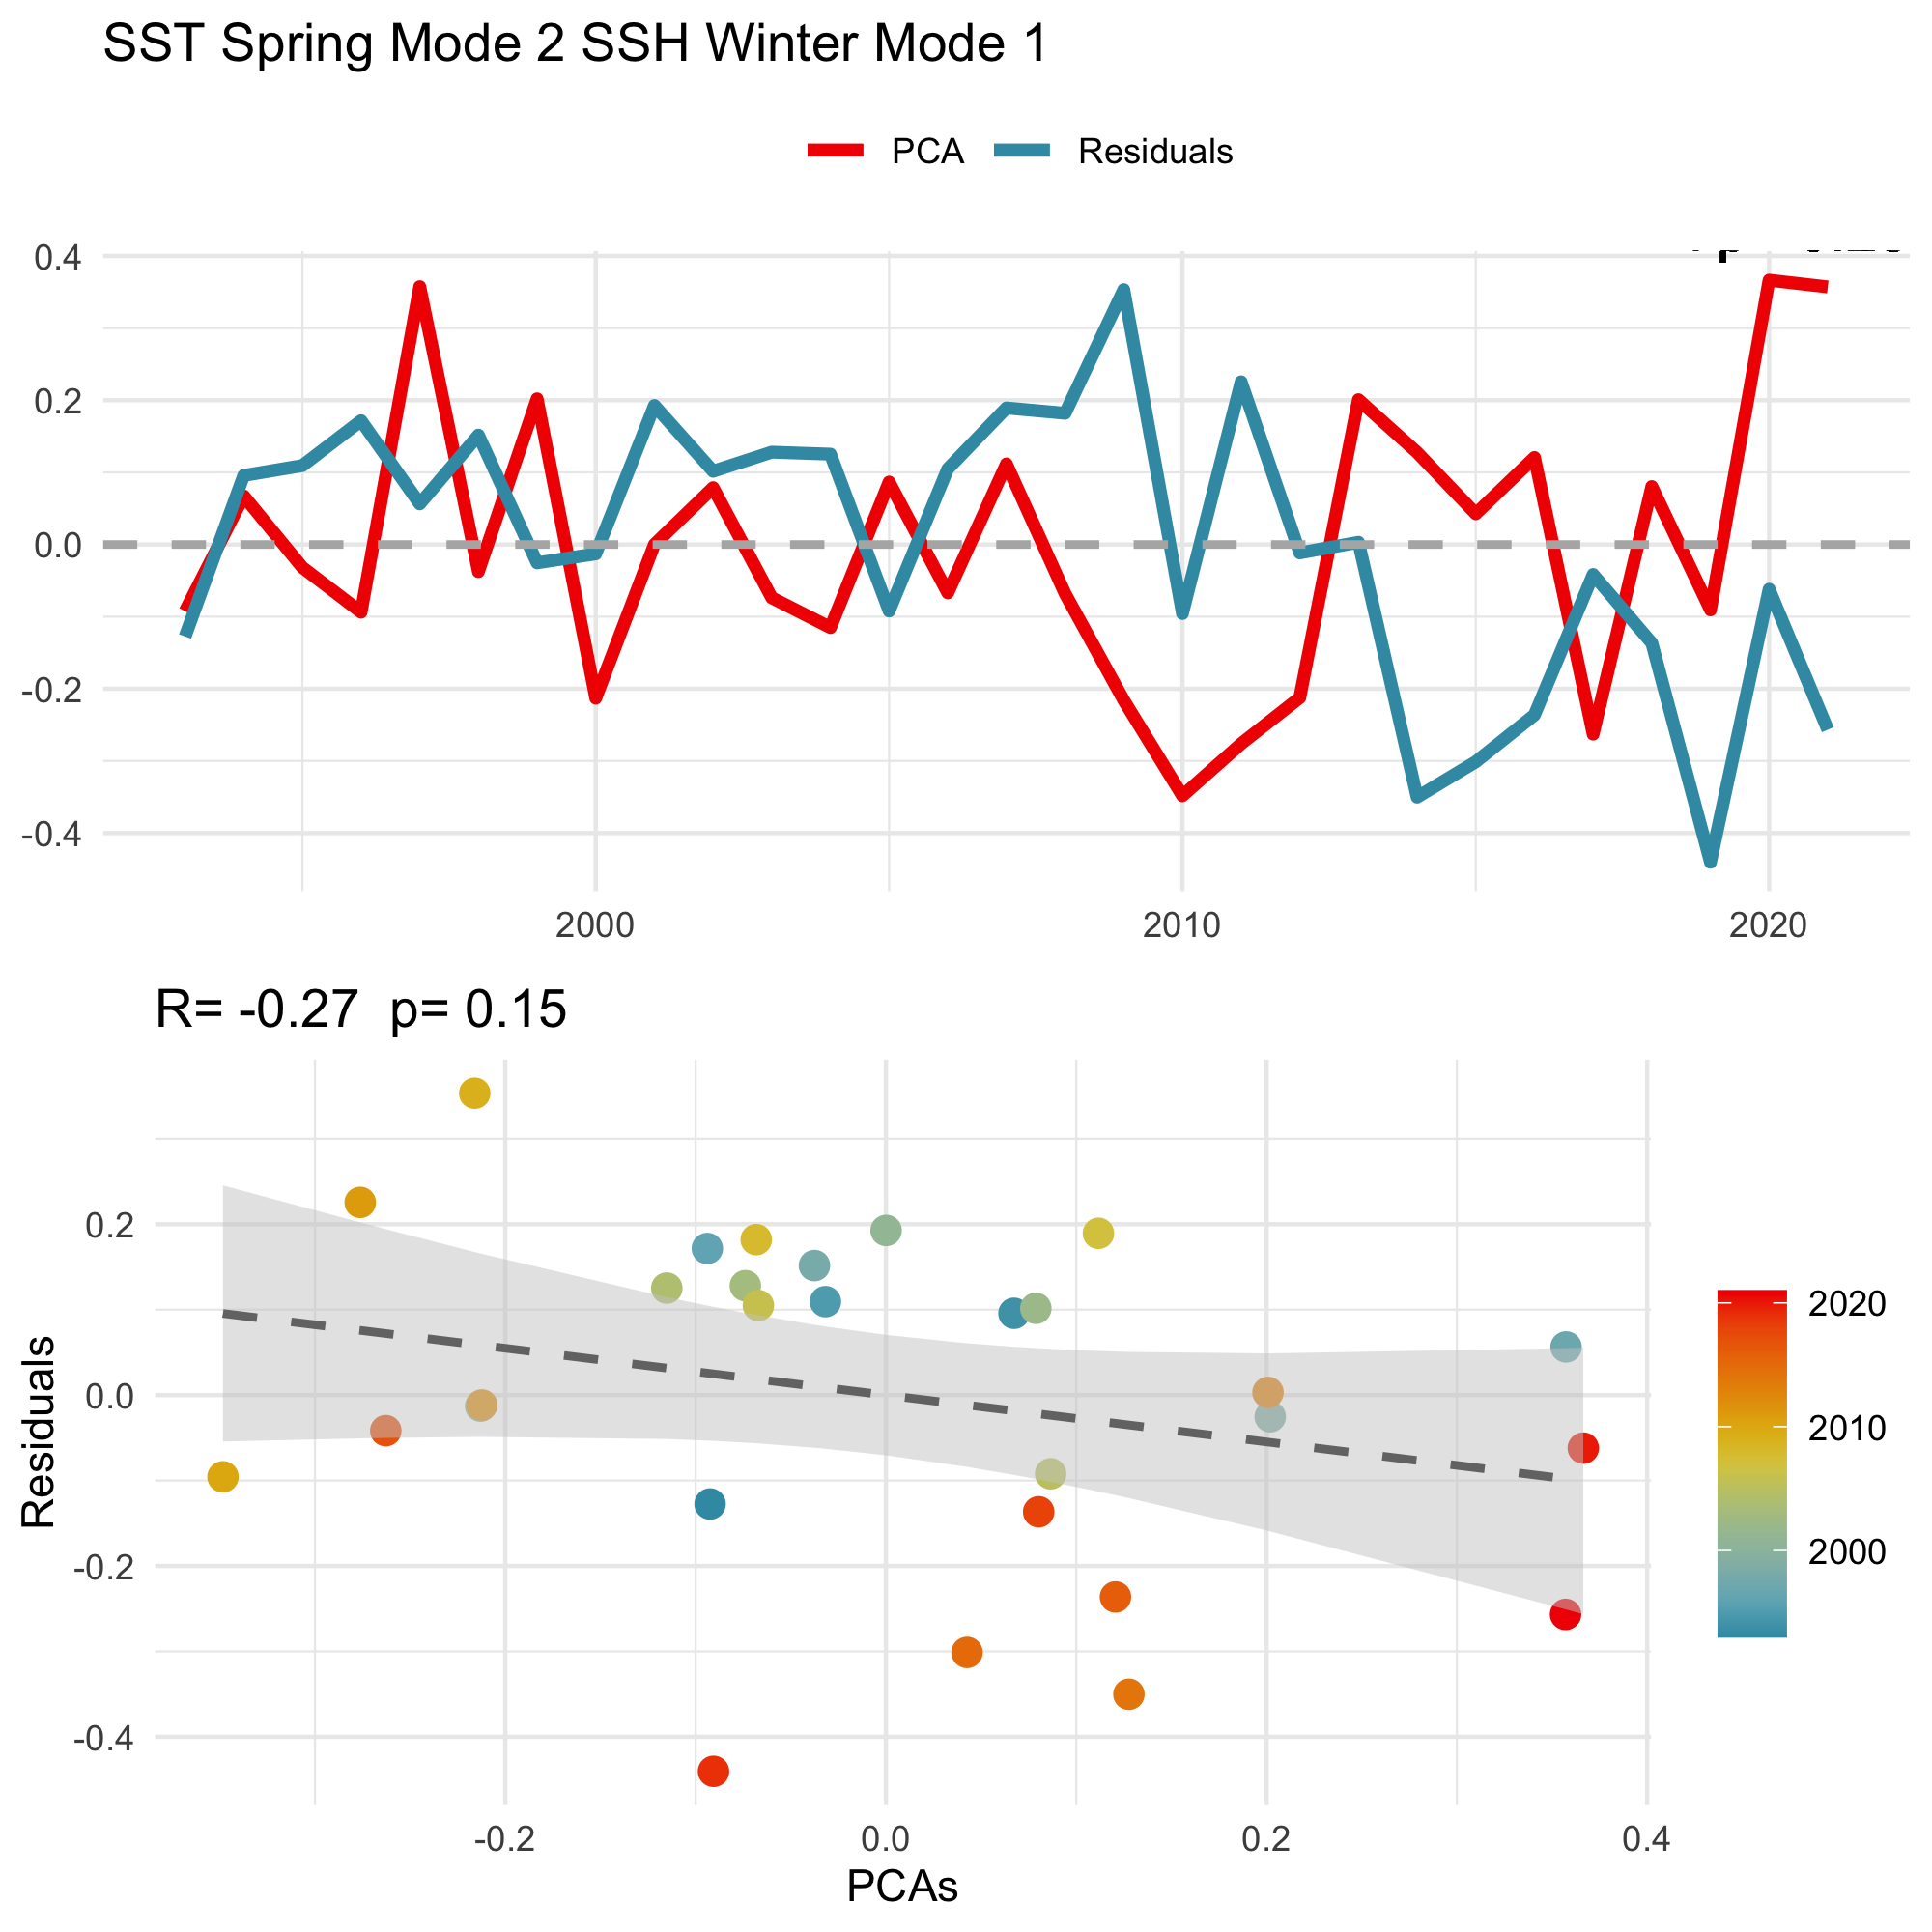 SST Spring Mode 2 SSH Winter Mode 1
PCA Residuals
0.4
0.2
0.0
-0.2
-0.4
2000 2010 2020
R= -0.27  p= 0.15
Residuals
0.2
0.0
-0.2
-0.4
-0.2 0.0 0.2 0.4
PCAs
2020
2010
2000